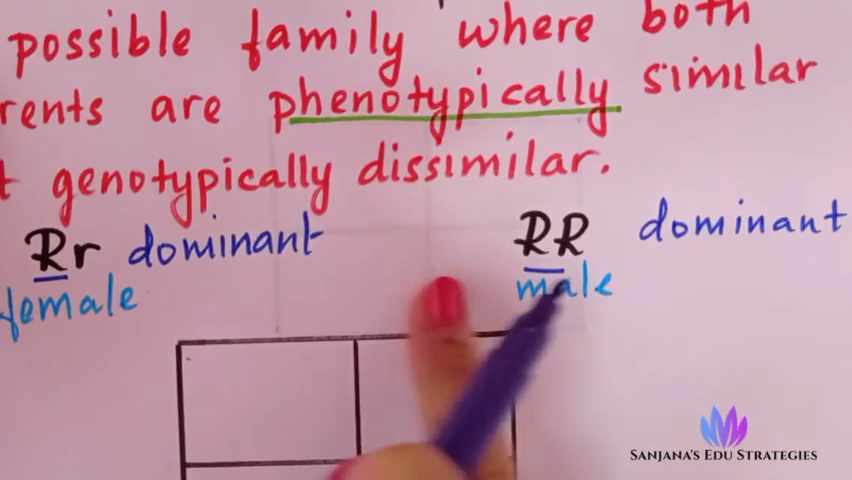 possible family where both
rents are phenotypically similar
t genotypically dissimilar.
Rr dominant RR dominant
female male
SANJANA'S EDU STRATEGIES